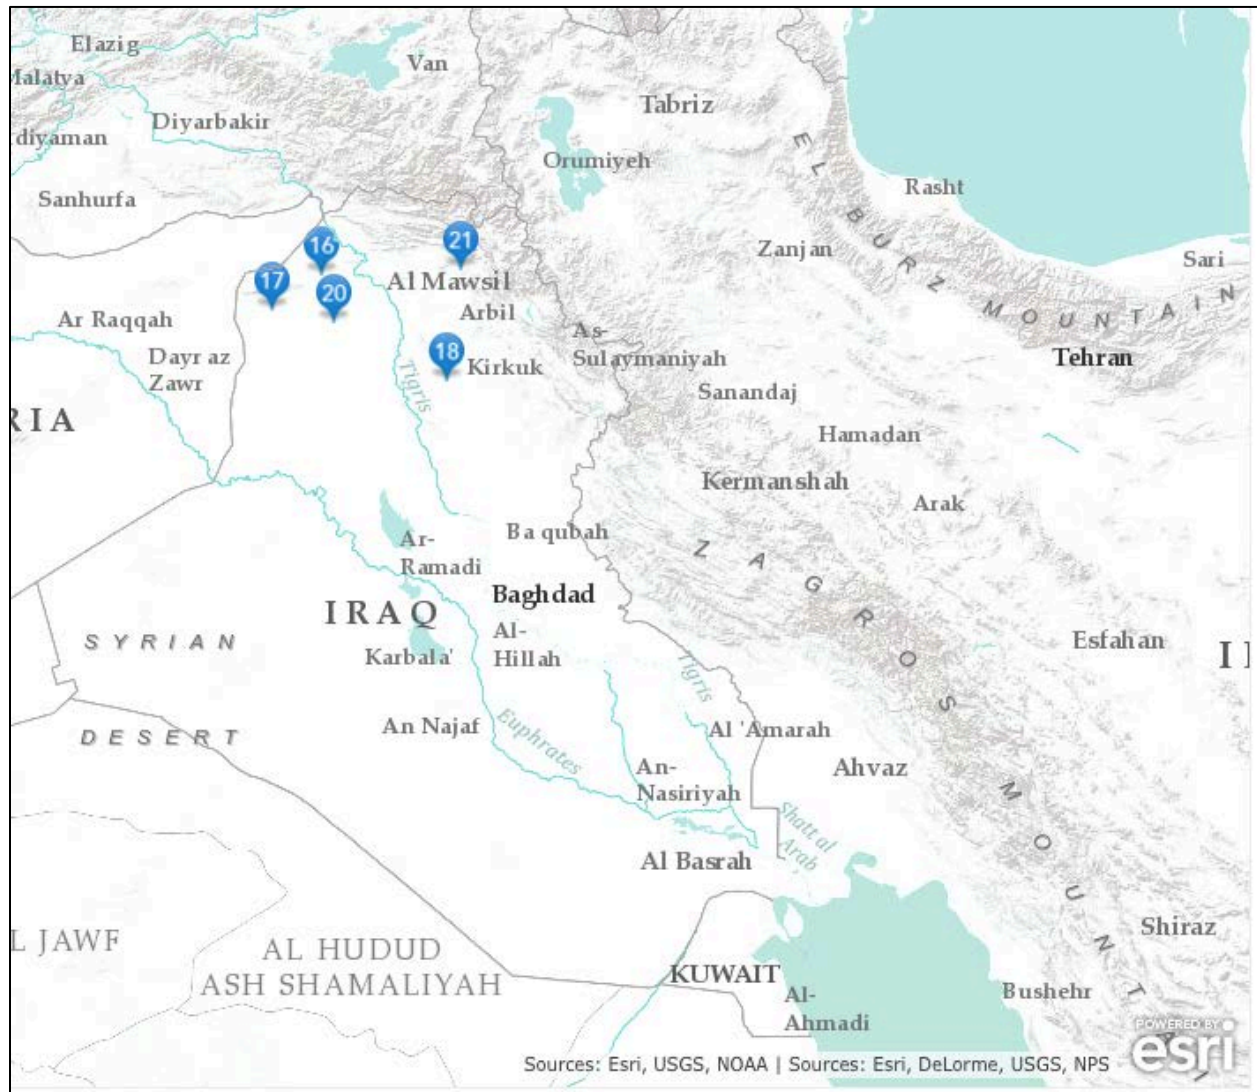 Elazig
Van
Malatya
Tabriz
Diyarbakir
diyaman
Orumiyeh
Sanhurfa
Rasht
ELBURZ MOUNTAIN
Zanjan
Sari
16
21
17
20
Al Mawsil
Arbil
Ar Raqqah
As-
Sulaymaniyah
Dayr az
Zawr
18
Kirkuk
Tehran
Tigris
Sanandaj
RIA
Hamadan
Kermanshah
Arak
Ar-
Ramadi
Ba qubah
ZAGROS MOUNTA
Baghdad
IRAQ
Al-
Hillah
SYRIAN
DESERT
Karbala'
Esfahan
I
Tigris
An Najaf
Euphrates
Al 'Amarah
An-
Nasiriyah
Ahvaz
Shatt al
Arab
Al Basrah
L JAWF
AL HUDUD
ASH SHAMALIYAH
Shiraz
KUWAIT
Al-
Ahmadi
Bushehr
POWERED BY
esri
Sources: Esri, USGS, NOAA | Sources: Esri, DeLorme, USGS, NPS